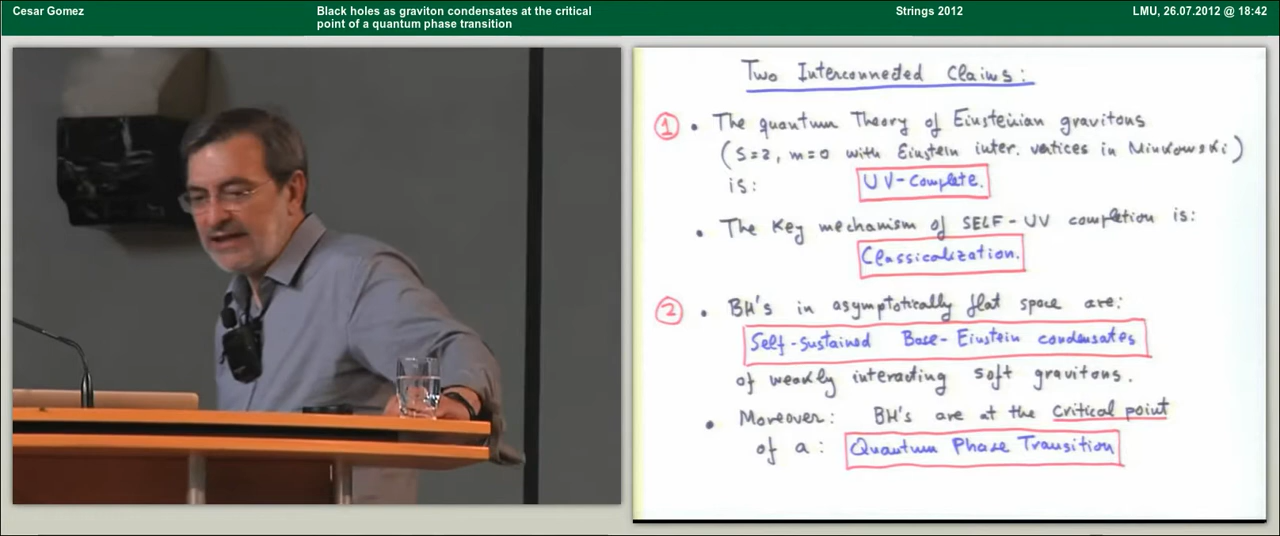 Cesar Gomez
Black holes as graviton condensates at the critical
point of a quantum phase transition
Strings 2012
LMU, 26.07.2012 @ 18:42
Two Interconnected Claims:
1 • The quantum Theory of Einsteinian gravitons
(S=2, m=0 with Einstein inter. vertices in Minkowski)
is: UV-Complete.
• The key mechanism of SELF-UV completion is:
Classicalization.
2 • BH's in asymptotically flat space are:
Self-sustained Bose-Einstein condensates
of weakly interacting soft gravitons.
• Moreover: BH's are at the critical point
of a: Quantum Phase Transition